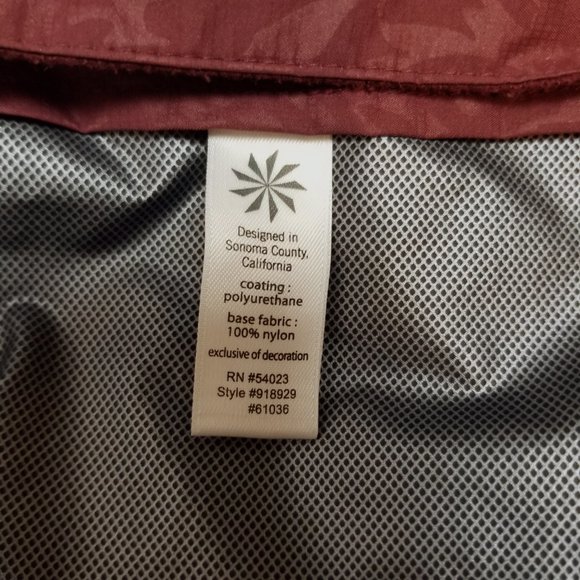 Designed in
Sonoma County,
California
coating :
polyurethane
base fabric :
100% nylon
exclusive of decoration
RN #54023
Style #918929
#61036